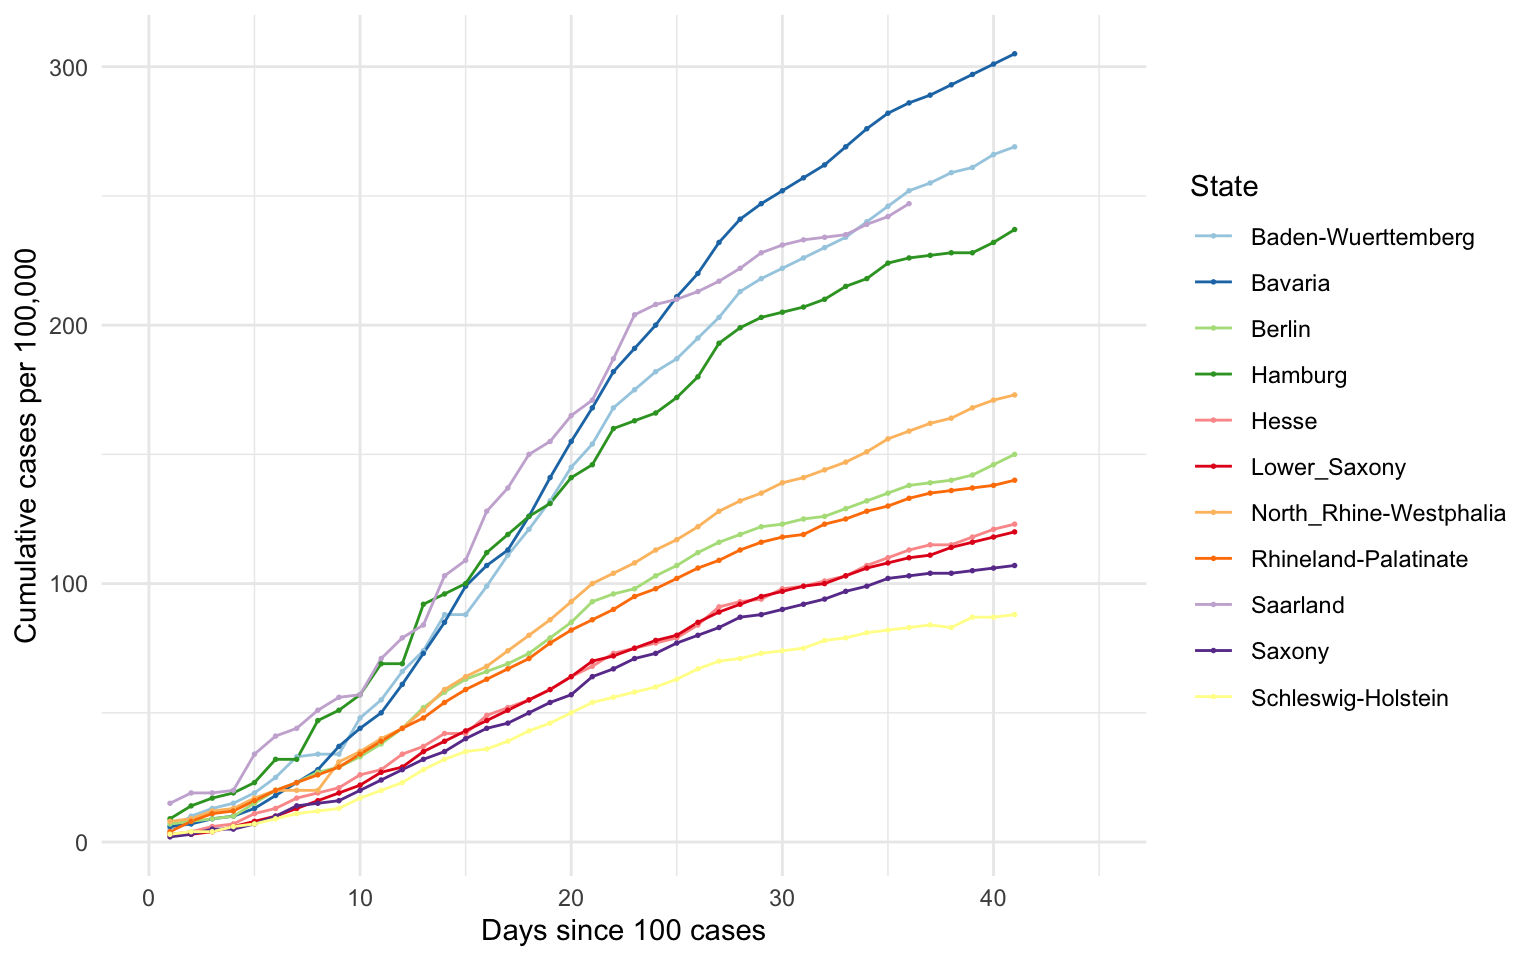 Cumulative cases per 100,000
300
200
100
0
0 10 20 30 40
Days since 100 cases
State
Baden-Wuerttemberg
Bavaria
Berlin
Hamburg
Hesse
Lower_Saxony
North_Rhine-Westphalia
Rhineland-Palatinate
Saarland
Saxony
Schleswig-Holstein